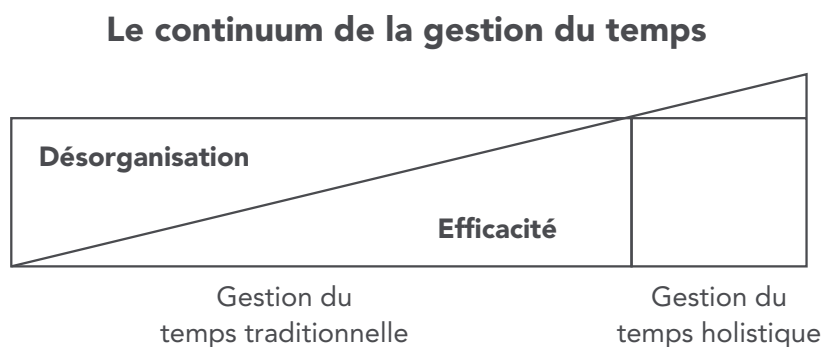 Le continuum de la gestion du temps
Désorganisation
Efficacité
Gestion du
temps traditionnelle
Gestion du
temps holistique